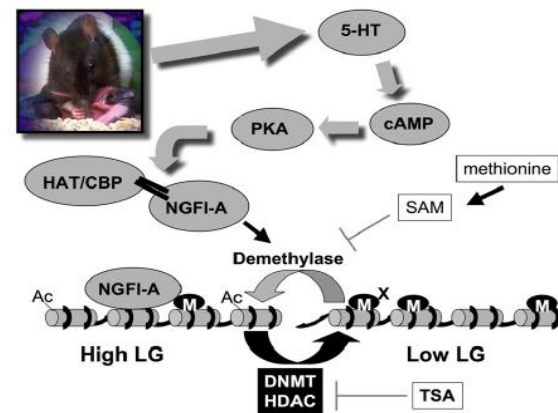 5-HT
cAMP
PKA
HAT/CBP
NGFI-A
methionine
SAM
Demethylase
Ac
NGFI-A
M
Ac
M
X
M
M
High LG
Low LG
DNMT
HDAC
TSA